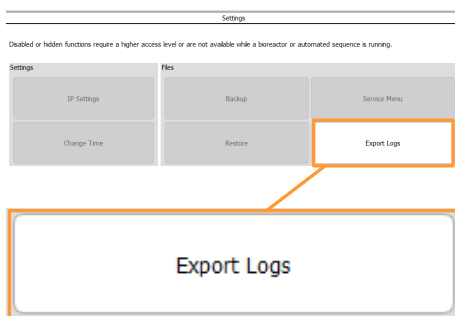 Settings
Disabled or hidden functions require a higher access level or are not available while a bioreactor or automated sequence is running.
Settings
Files
IP Settings
Backup
Service Menu
Change Time
Restore
Export Logs
Export Logs